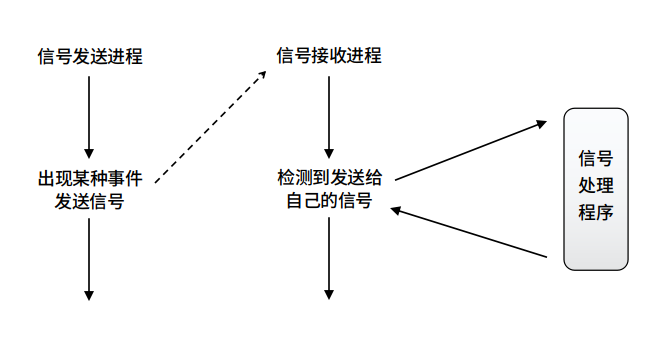 信号发送进程
信号接收进程
出现某种事件
发送信号
检测到发送给
自己的信号
信号
处理
程序